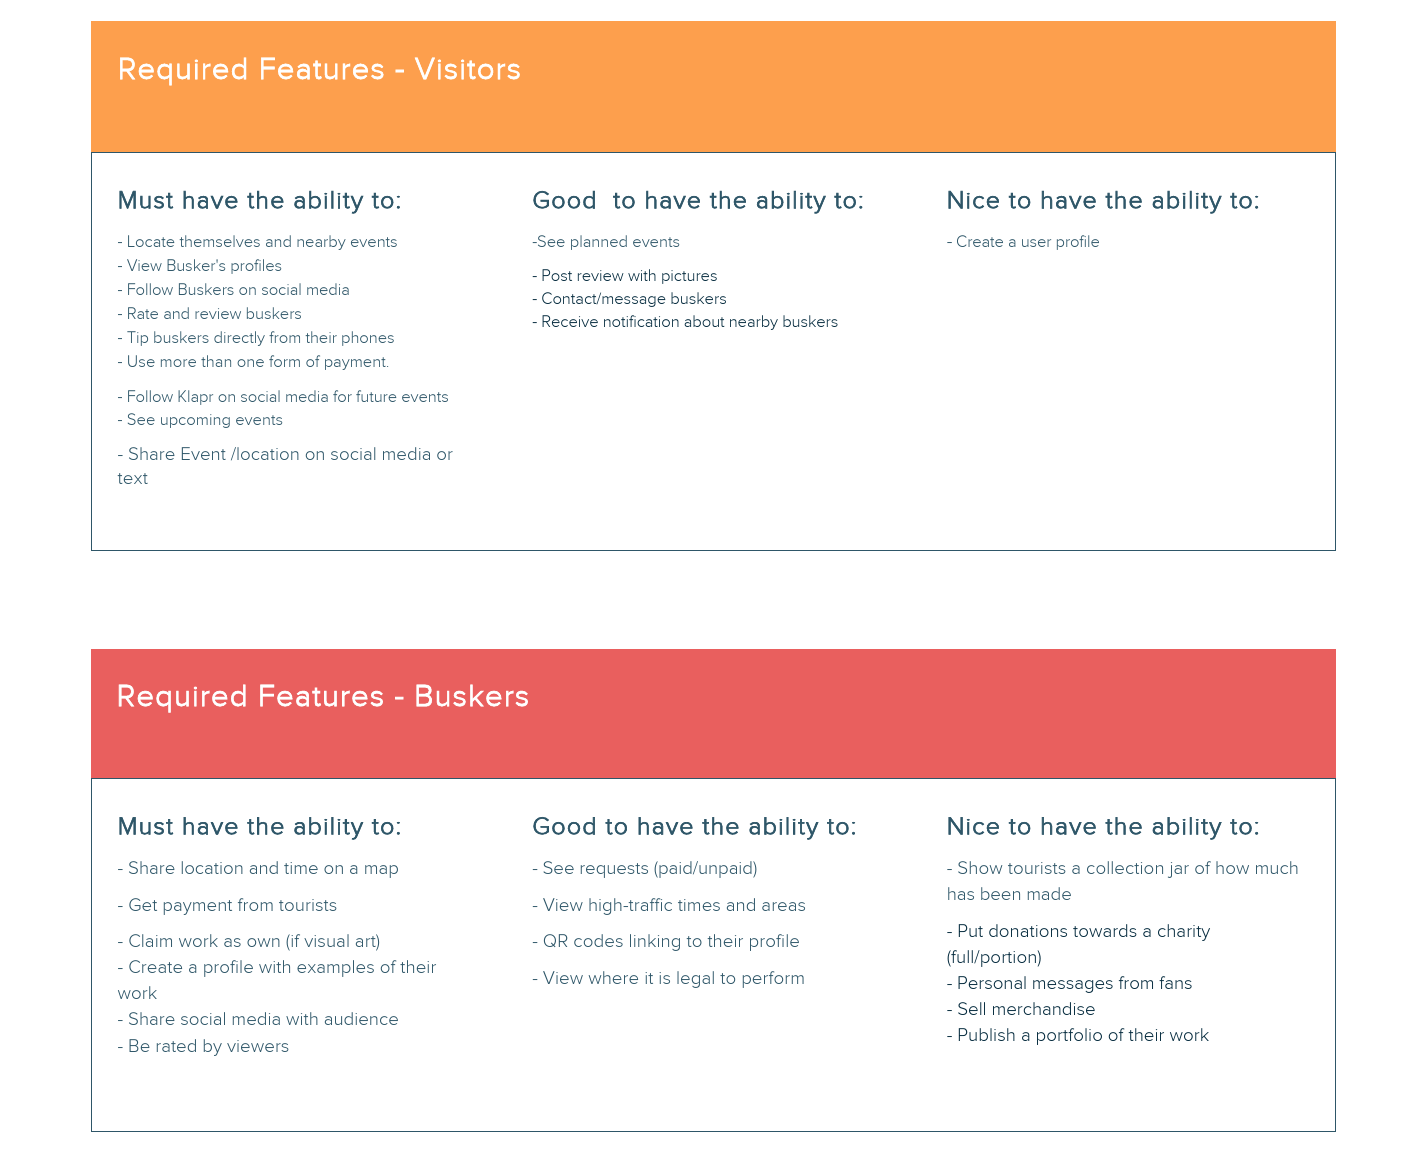 Required Features - Visitors
Must have the ability to:
- Locate themselves and nearby events
- View Busker's profiles
- Follow Buskers on social media
- Rate and review buskers
- Tip buskers directly from their phones
- Use more than one form of payment.
- Follow Klapr on social media for future events
- See upcoming events
- Share Event /location on social media or
text
Good  to have the ability to:
-See planned events
- Post review with pictures
- Contact/message buskers
- Receive notification about nearby buskers
Nice to have the ability to:
- Create a user profile
Required Features - Buskers
Must have the ability to:
- Share location and time on a map
- Get payment from tourists
- Claim work as own (if visual art)
- Create a profile with examples of their
work
- Share social media with audience
- Be rated by viewers
Good to have the ability to:
- See requests (paid/unpaid)
- View high-traffic times and areas
- QR codes linking to their profile
- View where it is legal to perform
Nice to have the ability to:
- Show tourists a collection jar of how much
has been made
- Put donations towards a charity
(full/portion)
- Personal messages from fans
- Sell merchandise
- Publish a portfolio of their work